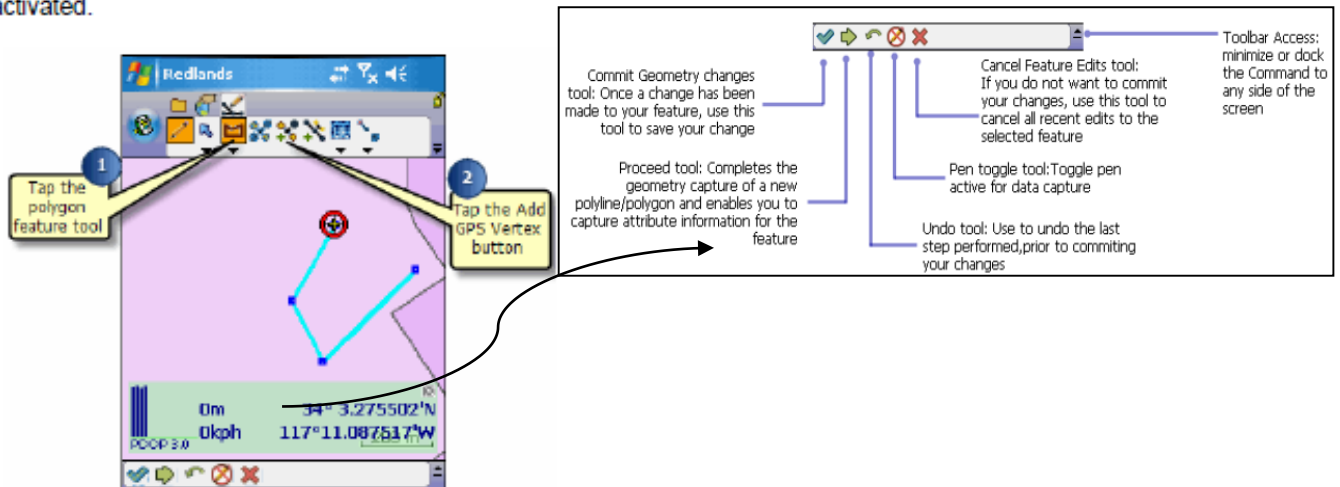 activated.
Redlands
1
Tap the
polygon
feature tool
2
Tap the Add
GPS Vertex
button
0m
34° 3.275502'N
0kph
117°11.087517'W
PDOP 3.0
Commit Geometry changes
tool: Once a change has been
made to your feature, use this
tool to save your change
Proceed tool: Completes the
geometry capture of a new
polyline/polygon and enables you to
capture attribute information for the
feature
Cancel Feature Edits tool:
If you do not want to commit
your changes, use this tool to
cancel all recent edits to the
selected feature
Pen toggle tool:Toggle pen
active for data capture
Undo tool: Use to undo the last
step performed,prior to commiting
your changes
Toolbar Access:
minimize or dock
the Command to
any side of the
screen